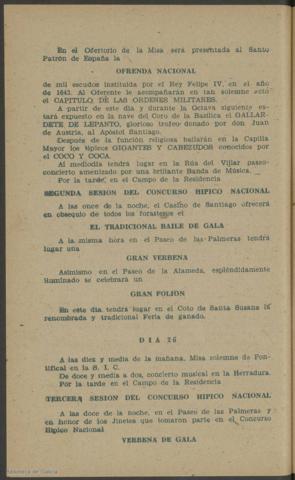 En el Ofertorio de la Misa será presentada al Santo
Patrón de España la
OFRENDA NACIONAL
de mil escudos instituída por el Rey Felipe IV, en el año
de 1643. Al Oferente le acompañarán en tan solemne acto
el CAPITULO DE LAS ORDENES MILITARES.
A partir de este día y durante la Octava siguiente es-
tará expuesto en la nave del Coro de la Basílica el GALLAR-
DETE DE LEPANTO, glorioso trofeo donado por don Juan
de Austria, al Apóstol Santiago.
Después de la función religiosa bailarán en la Capilla
Mayor los típicos GIGANTES Y CABEZUDOS conocidos por
el COCO Y COCA.
Al mediodía tendrá lugar en la Rúa del Villar paseo-
concierto amenizado por una brillante Banda de Música.
Por la tarde, en el Campo de la Residencia
SEGUNDA SESION DEL CONCURSO HIPICO NACIONAL
A las once de la noche, el Casino de Santiago ofrecerá
en obsequio de todos los forasteros el
EL TRADICIONAL BAILE DE GALA
A la misma hora en el Paseo de las Palmeras tendrá
lugar una
GRAN VERBENA
Asimismo en el Paseo de la Alameda, espléndidamente
iluminado se celebrará un
GRAN FOLION
En este día tendrá lugar en el Coto de Santa Susana la
renombrada y tradicional Feria de ganado.
DIA 26
A las diez y media de la mañana, Misa solemne de Pon-
tifical en la S. I. C.
De doce y media a dos, concierto musical en la Herradura.
Por la tarde en el Campo de la Residencia
TERCERA SESION DEL CONCURSO HIPICO NACIONAL
A las doce de la noche, en el Paseo de las Palmeras y
en honor de los Jinetes que tomaron parte en el Concurso
Hípico Nacional
VERBENA DE GALA
Biblioteca de Galicia